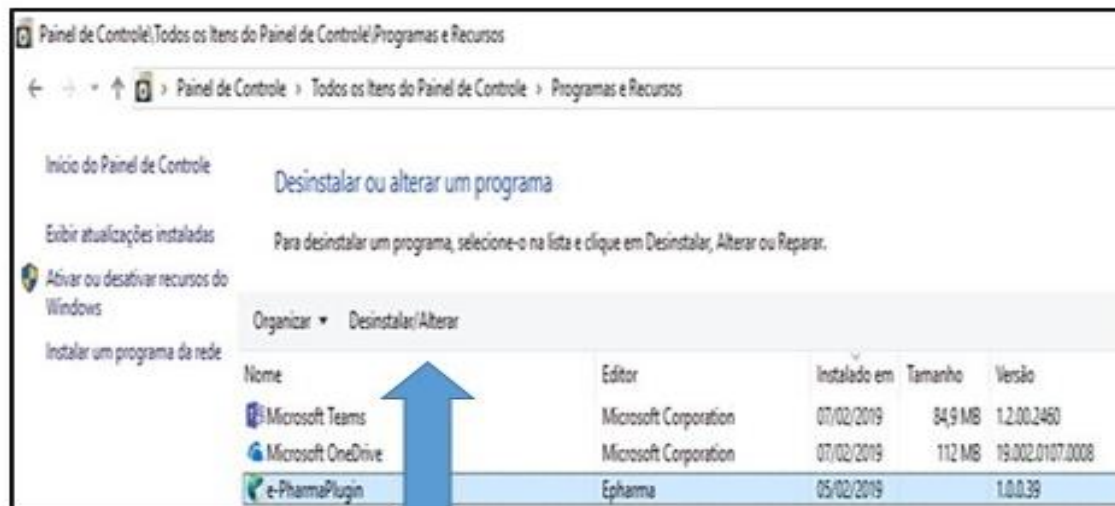 Painel de Controle\Todos os Itens do Painel de Controle\Programas e Recursos
Painel de Controle > Todos os Itens do Painel de Controle > Programas e Recursos
Início do Painel de Controle
Exibir atualizações instaladas
Ativar ou desativar recursos do
Windows
Instalar um programa da rede
Desinstalar ou alterar um programa
Para desinstalar um programa, selecione-o na lista e clique em Desinstalar, Alterar ou Reparar.
Organizar Desinstalar/Alterar
Nome Editor Instalado em Tamanho Versão
Microsoft Teams Microsoft Corporation 07/02/2019 84,9 MB 1.2.00.2460
Microsoft OneDrive Microsoft Corporation 07/02/2019 112 MB 19.002.0107.0008
e-PharmaPlugin Epharma 05/02/2019 1.0.0.39